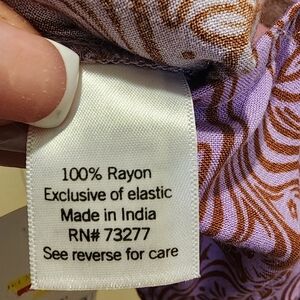 100% Rayon
Exclusive of elastic
Made in India
RN# 73277
See reverse for care